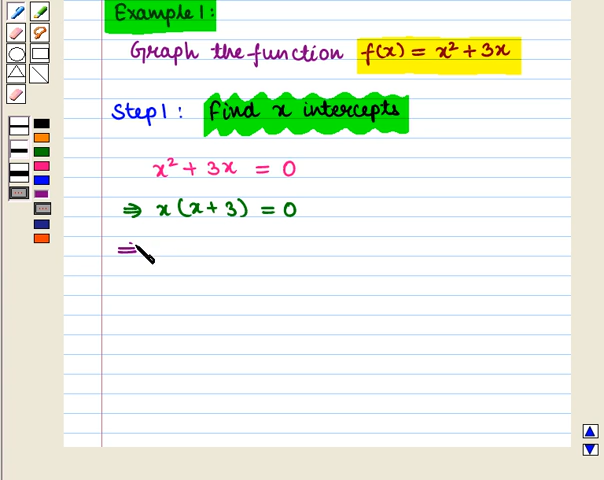 Example 1:
Graph the function f(x) = x² + 3x
Step 1: Find x intercepts
x² + 3x = 0
⇒ x (x + 3) = 0
=